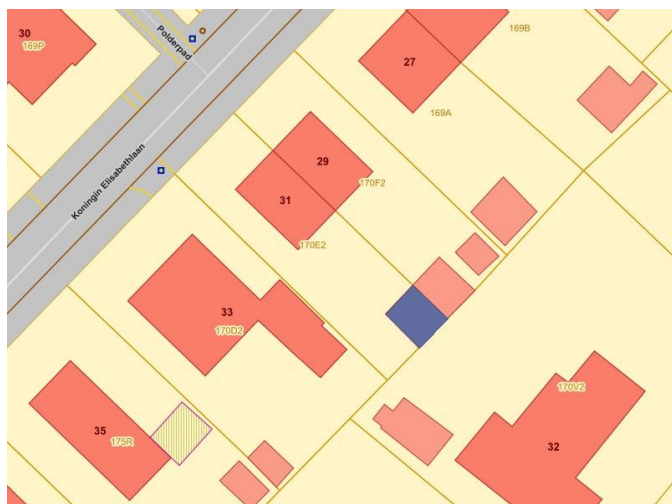 30
169P
Polderpad
169B
27
169A
Koningin Elisabethlaan
29
170F2
31
170E2
33
170D2
170V2
35
175R
32